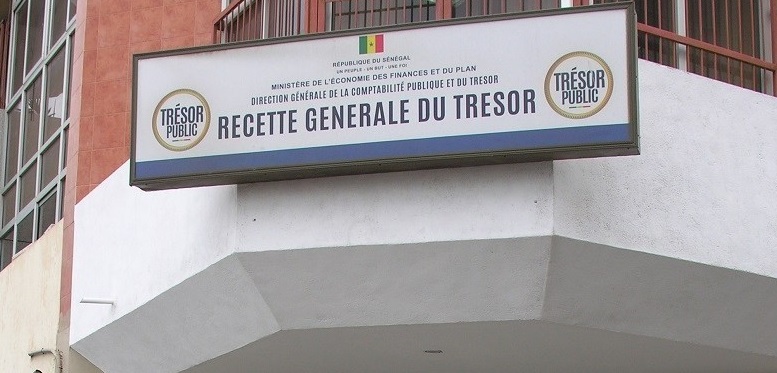 RÉPUBLIQUE DU SÉNÉGAL
UN PEUPLE - UN BUT - UNE FOI
MINISTÈRE DE L'ÉCONOMIE DES FINANCES ET DU PLAN
DIRECTION GÉNÉRALE DE LA COMPTABILITÉ PUBLIQUE ET DU TRESOR
RECETTE GENERALE DU TRESOR
TRÉSOR
PUBLIC
TRÉSOR
PUBLIC